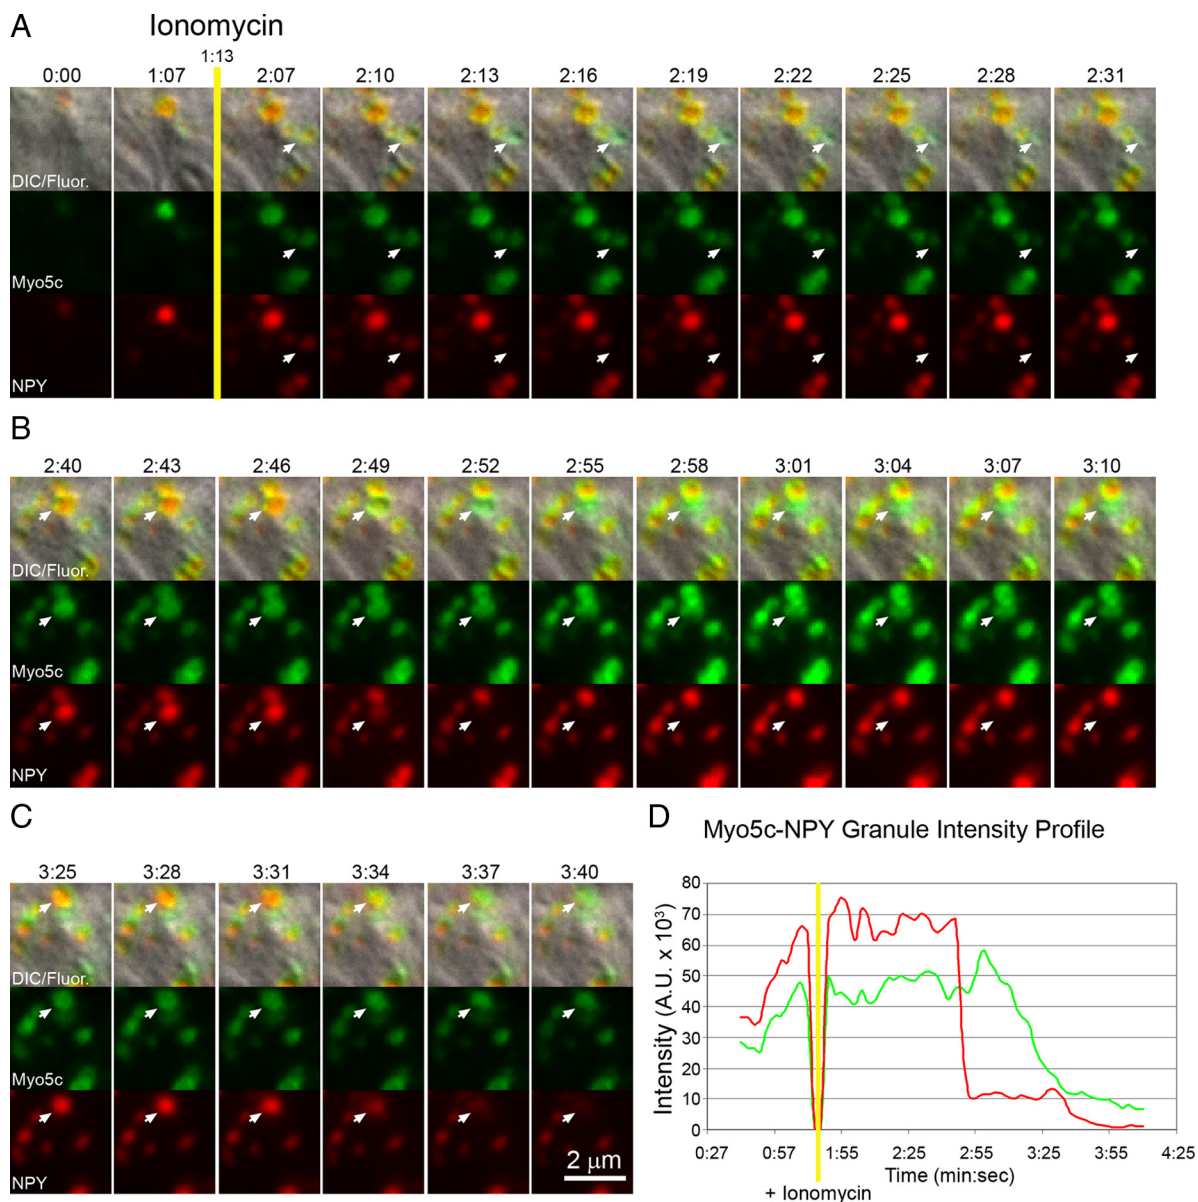 A
Ionomycin
1:13
0:00 1:07 2:07 2:10 2:13 2:16 2:19 2:22 2:25 2:28 2:31
DIC/Fluor.
Myo5c
NPY
B
2:40 2:43 2:46 2:49 2:52 2:55 2:58 3:01 3:04 3:07 3:10
DIC/Fluor.
Myo5c
NPY
C
3:25 3:28 3:31 3:34 3:37 3:40
DIC/Fluor.
Myo5c
NPY
2 μm
D
Myo5c-NPY Granule Intensity Profile
Intensity (A.U. x 10³)
80
70
60
50
40
30
20
10
0
0:27 0:57 1:55 2:25 2:55 3:25 3:55 4:25
Time (min:sec)
+ Ionomycin